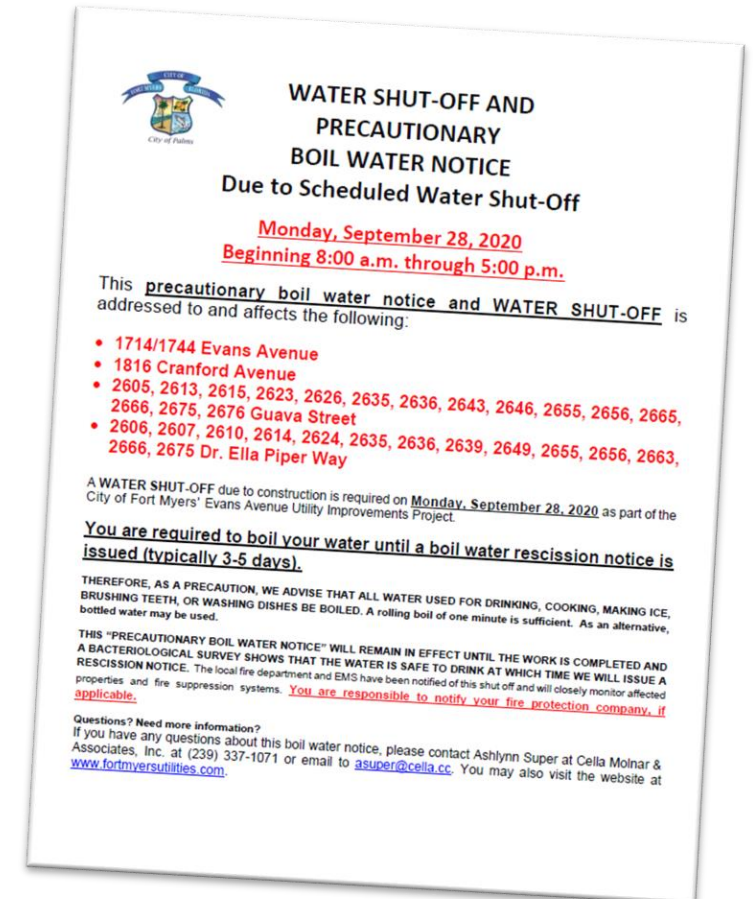 CITY OF
FORT MYERS FLORIDA
City of Palms
WATER SHUT-OFF AND
PRECAUTIONARY
BOIL WATER NOTICE
Due to Scheduled Water Shut-Off
Monday, September 28, 2020
Beginning 8:00 a.m. through 5:00 p.m.
This precautionary boil water notice and WATER SHUT-OFF is
addressed to and affects the following:
• 1714/1744 Evans Avenue
• 1816 Cranford Avenue
• 2605, 2613, 2615, 2623, 2626, 2635, 2636, 2643, 2646, 2655, 2656, 2665,
2666, 2675, 2676 Guava Street
• 2606, 2607, 2610, 2614, 2624, 2635, 2636, 2639, 2649, 2655, 2656, 2663,
2666, 2675 Dr. Ella Piper Way
A WATER SHUT-OFF due to construction is required on Monday, September 28, 2020 as part of the
City of Fort Myers' Evans Avenue Utility Improvements Project.
You are required to boil your water until a boil water rescission notice is
issued (typically 3-5 days).
THEREFORE, AS A PRECAUTION, WE ADVISE THAT ALL WATER USED FOR DRINKING, COOKING, MAKING ICE,
BRUSHING TEETH, OR WASHING DISHES BE BOILED. A rolling boil of one minute is sufficient. As an alternative,
bottled water may be used.
THIS "PRECAUTIONARY BOIL WATER NOTICE" WILL REMAIN IN EFFECT UNTIL THE WORK IS COMPLETED AND
A BACTERIOLOGICAL SURVEY SHOWS THAT THE WATER IS SAFE TO DRINK AT WHICH TIME WE WILL ISSUE A
RESCISSION NOTICE. The local fire department and EMS have been notified of this shut off and will closely monitor affected
properties and fire suppression systems. You are responsible to notify your fire protection company, if
applicable.
Questions? Need more information?
If you have any questions about this boil water notice, please contact Ashlynn Super at Cella Molnar &
Associates, Inc. at (239) 337-1071 or email to asuper@cella.cc. You may also visit the website at
www.fortmyersutilities.com.